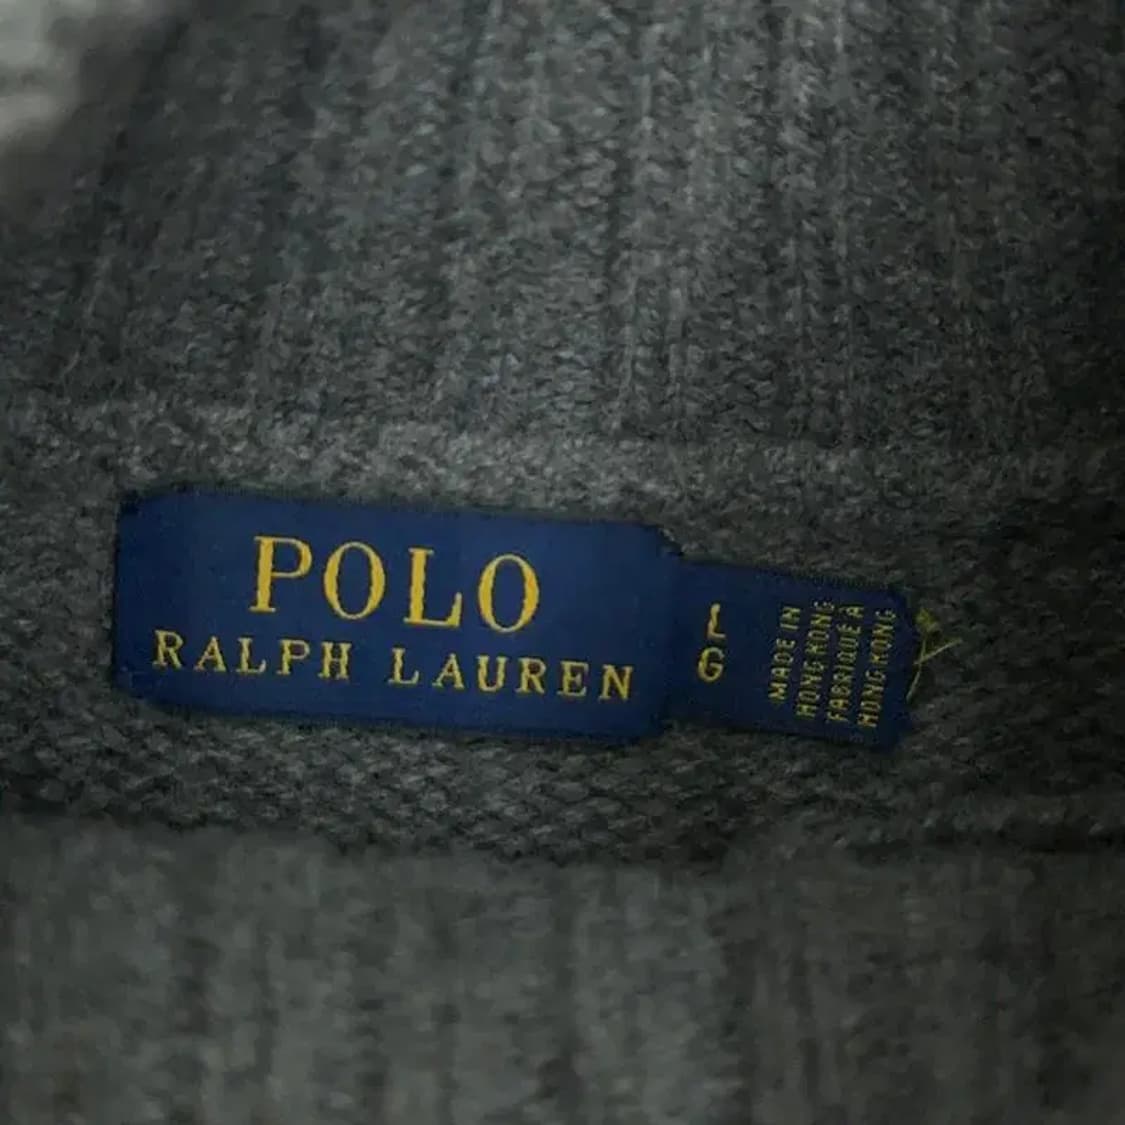 POLO
RALPH LAUREN
L
G
MADE IN
HONG KONG
FABRIQUÉ À
HONG KONG